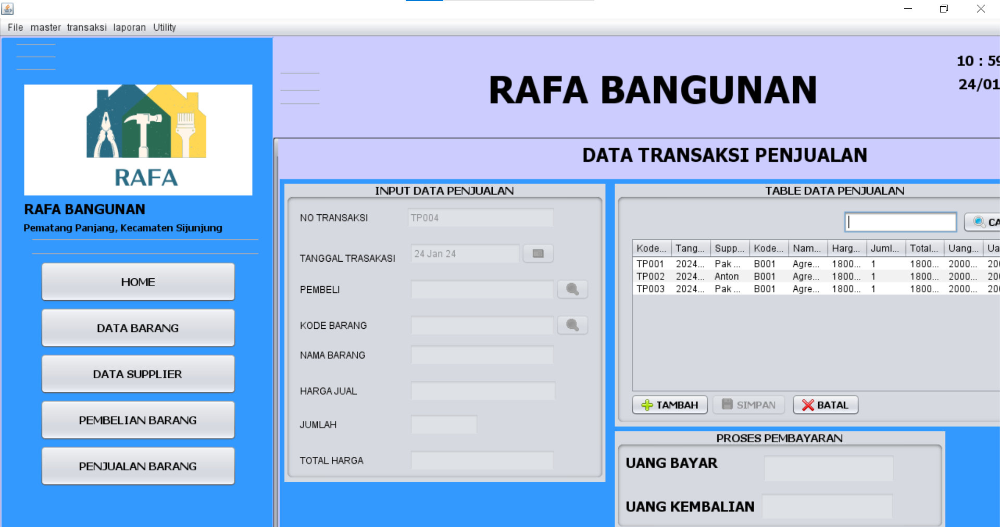 File master transaksi laporan Utility
RAFA
RAFA BANGUNAN
Pematang Panjang, Kecamaten Sijunjung
HOME
DATA BARANG
DATA SUPPLIER
PEMBELIAN BARANG
PENJUALAN BARANG
RAFA BANGUNAN
10 : 59
24/01
DATA TRANSAKSI PENJUALAN
INPUT DATA PENJUALAN
NO TRANSAKSI TP004
TANGGAL TRASAKASI 24 Jan 24
PEMBELI
KODE BARANG
NAMA BARANG
HARGA JUAL
JUMLAH
TOTAL HARGA
TABLE DATA PENJUALAN
CA
Kode... Tang... Supp... Kode... Nam... Harg... Juml... Total... Uang... Ua
TP001 2024... Pak ... B001 Agre... 1800... 1 1800... 2000... 200
TP002 2024... Anton B001 Agre... 1800... 1 1800... 2000... 200
TP003 2024... Pak ... B001 Agre... 1800... 1 1800... 2000... 200
TAMBAH SIMPAN BATAL
PROSES PEMBAYARAN
UANG BAYAR
UANG KEMBALIAN